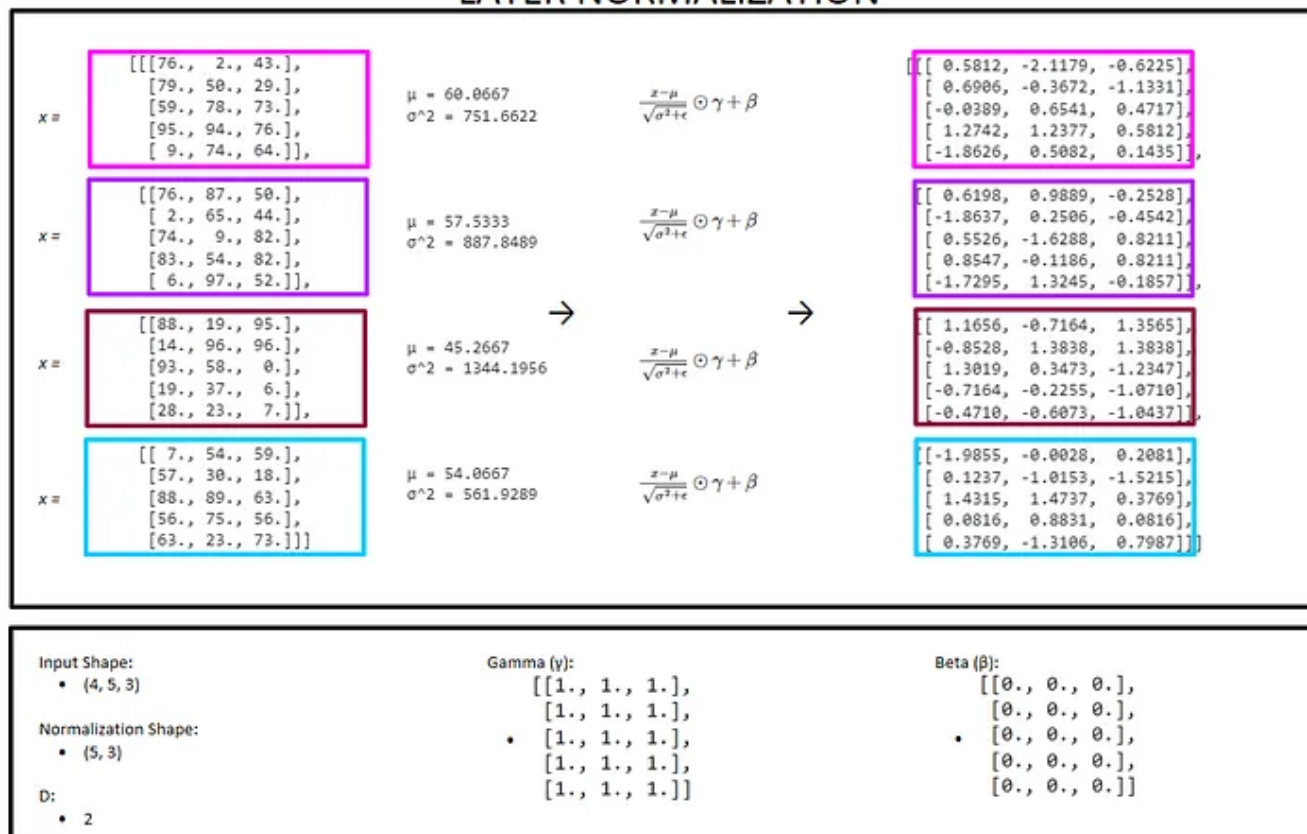 LAYER NORMALIZATION
x =
[[[76., 2., 43.],
[79., 50., 29.],
[59., 78., 73.],
[95., 94., 76.],
[ 9., 74., 64.]],
μ = 60.0667
σ^2 = 751.6622
x−μ / √σ²+ϵ ⊙ γ + β
[[[ 0.5812, -2.1179, -0.6225],
[ 0.6906, -0.3672, -1.1331],
[-0.0389, 0.6541, 0.4717],
[ 1.2742, 1.2377, 0.5812],
[-1.8626, 0.5082, 0.1435]],
x =
[[76., 87., 50.],
[ 2., 65., 44.],
[74., 9., 82.],
[83., 54., 82.],
[ 6., 97., 52.]],
μ = 57.5333
σ^2 = 887.8489
x−μ / √σ²+ϵ ⊙ γ + β
[[ 0.6198, 0.9889, -0.2528],
[-1.8637, 0.2506, -0.4542],
[ 0.5526, -1.6288, 0.8211],
[ 0.8547, -0.1186, 0.8211],
[-1.7295, 1.3245, -0.1857]],
→ →
x =
[[88., 19., 95.],
[14., 96., 96.],
[93., 58., 0.],
[19., 37., 6.],
[28., 23., 7.]],
μ = 45.2667
σ^2 = 1344.1956
x−μ / √σ²+ϵ ⊙ γ + β
[[ 1.1656, -0.7164, 1.3565],
[-0.8528, 1.3838, 1.3838],
[ 1.3019, 0.3473, -1.2347],
[-0.7164, -0.2255, -1.0710],
[-0.4710, -0.6073, -1.0437]],
x =
[[ 7., 54., 59.],
[57., 30., 18.],
[88., 89., 63.],
[56., 75., 56.],
[63., 23., 73.]]]
μ = 54.0667
σ^2 = 561.9289
x−μ / √σ²+ϵ ⊙ γ + β
[[-1.9855, -0.0028, 0.2081],
[ 0.1237, -1.0153, -1.5215],
[ 1.4315, 1.4737, 0.3769],
[ 0.0816, 0.8831, 0.0816],
[ 0.3769, -1.3106, 0.7987]]]
Input Shape:
• (4, 5, 3)
Normalization Shape:
• (5, 3)
D:
• 2
Gamma (γ):
[[1., 1., 1.],
[1., 1., 1.],
• [1., 1., 1.],
[1., 1., 1.],
[1., 1., 1.]]
Beta (β):
[[0., 0., 0.],
[0., 0., 0.],
• [0., 0., 0.],
[0., 0., 0.],
[0., 0., 0.]]